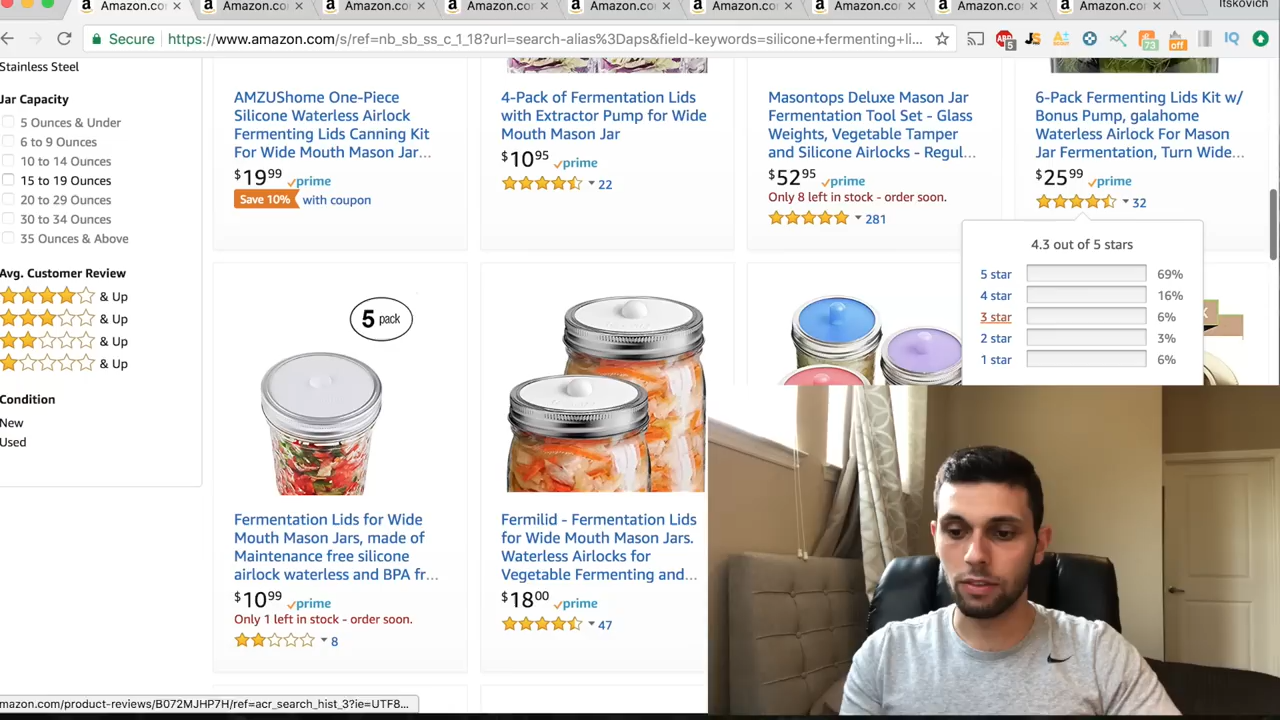 Amazon.co×
Amazon.co×
Amazon.co×
Amazon.co×
Amazon.co×
Amazon.co×
Amazon.co×
Amazon.co×
Amazon.co×
Itskovich
Secure
https://www.amazon.com/s/ref=nb_sb_ss_c_1_18?url=search-alias%3Daps&field-keywords=silicone+fermenting+li...
5
JS
73
off
IQ
Stainless Steel
Jar Capacity
5 Ounces & Under
6 to 9 Ounces
10 to 14 Ounces
15 to 19 Ounces
20 to 29 Ounces
30 to 34 Ounces
35 Ounces & Above
Avg. Customer Review
& Up
& Up
& Up
& Up
Condition
New
Used
AMZUShome One-Piece
Silicone Waterless Airlock
Fermenting Lids Canning Kit
For Wide Mouth Mason Jar...
$19 99 prime
Save 10% with coupon
4-Pack of Fermentation Lids
with Extractor Pump for Wide
Mouth Mason Jar
$10 95 prime
22
Masontops Deluxe Mason Jar
Fermentation Tool Set - Glass
Weights, Vegetable Tamper
and Silicone Airlocks - Regul...
$52 95 prime
Only 8 left in stock - order soon.
281
6-Pack Fermenting Lids Kit w/
Bonus Pump, galahome
Waterless Airlock For Mason
Jar Fermentation, Turn Wide...
$25 99 prime
32
4.3 out of 5 stars
5 star 69%
4 star 16%
3 star 6%
2 star 3%
1 star 6%
5 pack
Fermentation Lids for Wide
Mouth Mason Jars, made of
Maintenance free silicone
airlock waterless and BPA fr...
$10 99 prime
Only 1 left in stock - order soon.
8
Fermilid - Fermentation Lids
for Wide Mouth Mason Jars.
Waterless Airlocks for
Vegetable Fermenting and...
$18 00 prime
47
amazon.com/product-reviews/B072MJHP7H/ref=acr_search_hist_3?ie=UTF8...